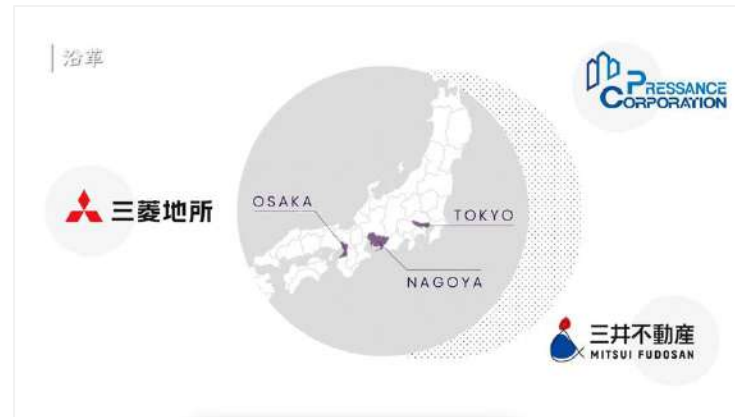 沿革
PRESSANCE
CORPORATION
三菱地所
OSAKA
TOKYO
NAGOYA
三井不動産
MITSUI FUDOSAN